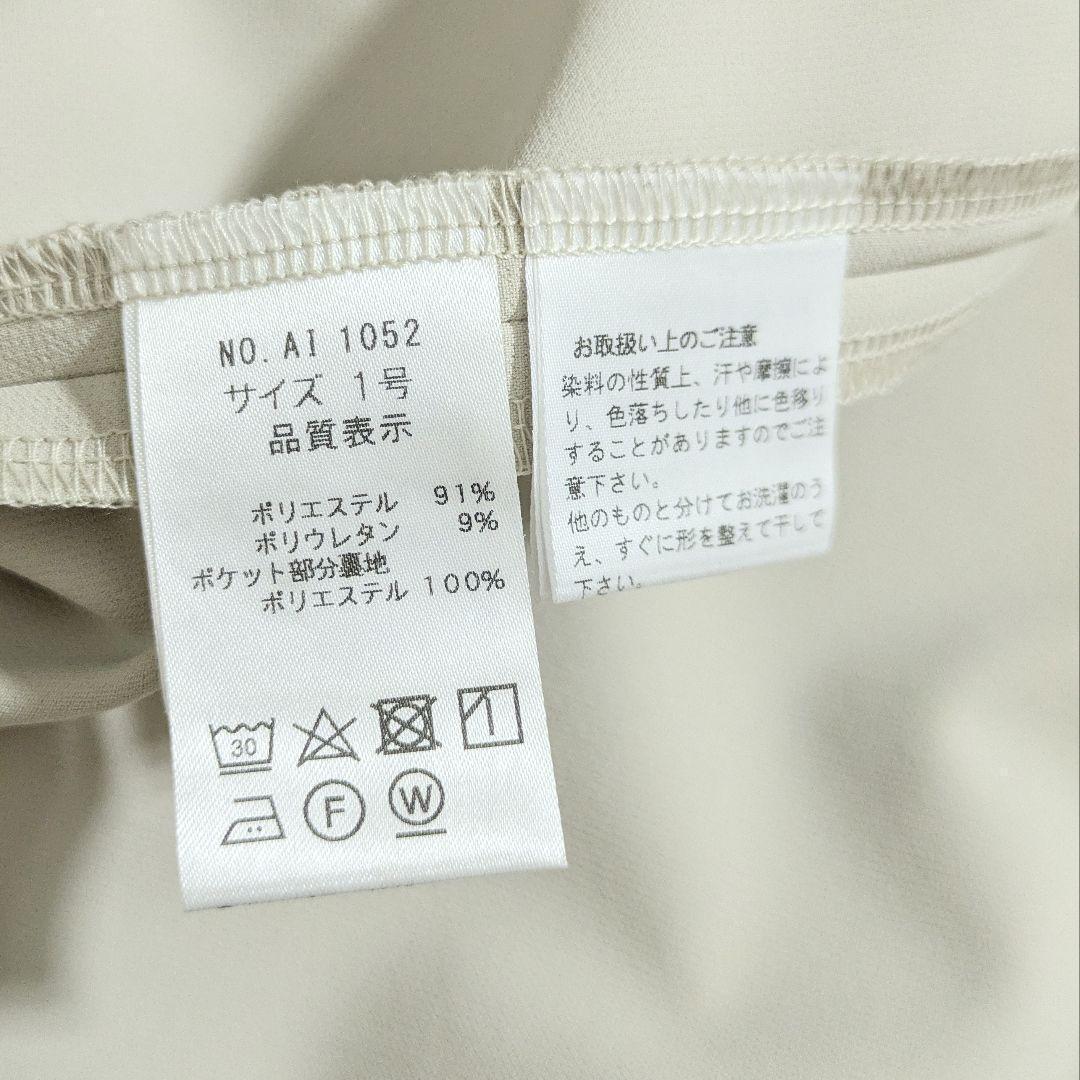 NO. AI 1052
サイズ 1号
品質表示
ポリエステル 91%
ポリウレタン 9%
ポケット部分裏地
ポリエステル 100%
30
F
W
お取扱い上のご注意
染料の性質上、汗や摩擦によ
り、色落ちしたり他に色移り
することがありますのでご注
意下さい。
他のものと分けてお洗濯のう
え、すぐに形を整えて干して
下さい。